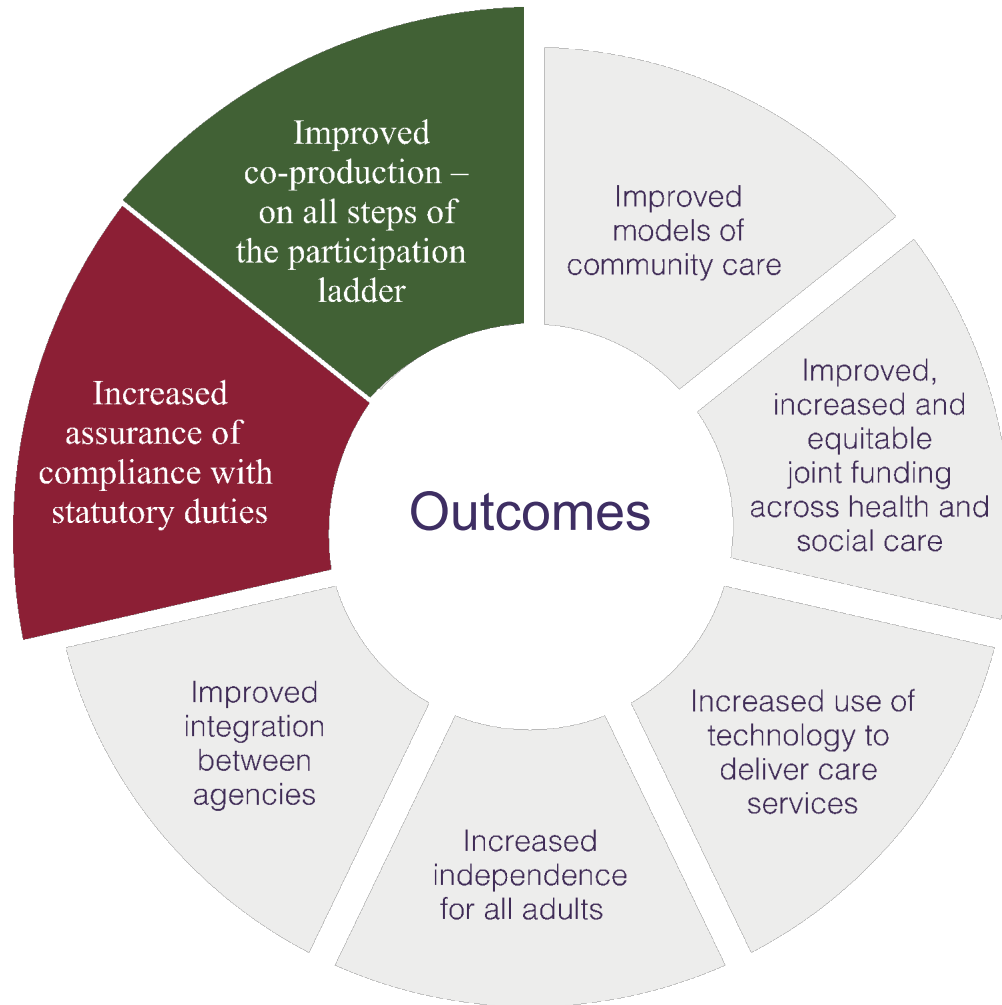 Outcomes
Improved
models of
community care
Improved,
increased and
equitable
joint funding
across health and
social care
Increased use of
technology to
deliver care
services
Increased
independence
for all adults
Improved
integration
between
agencies
Increased
assurance of
compliance with
statutory duties
Improved
co-production –
on all steps of
the participation
ladder